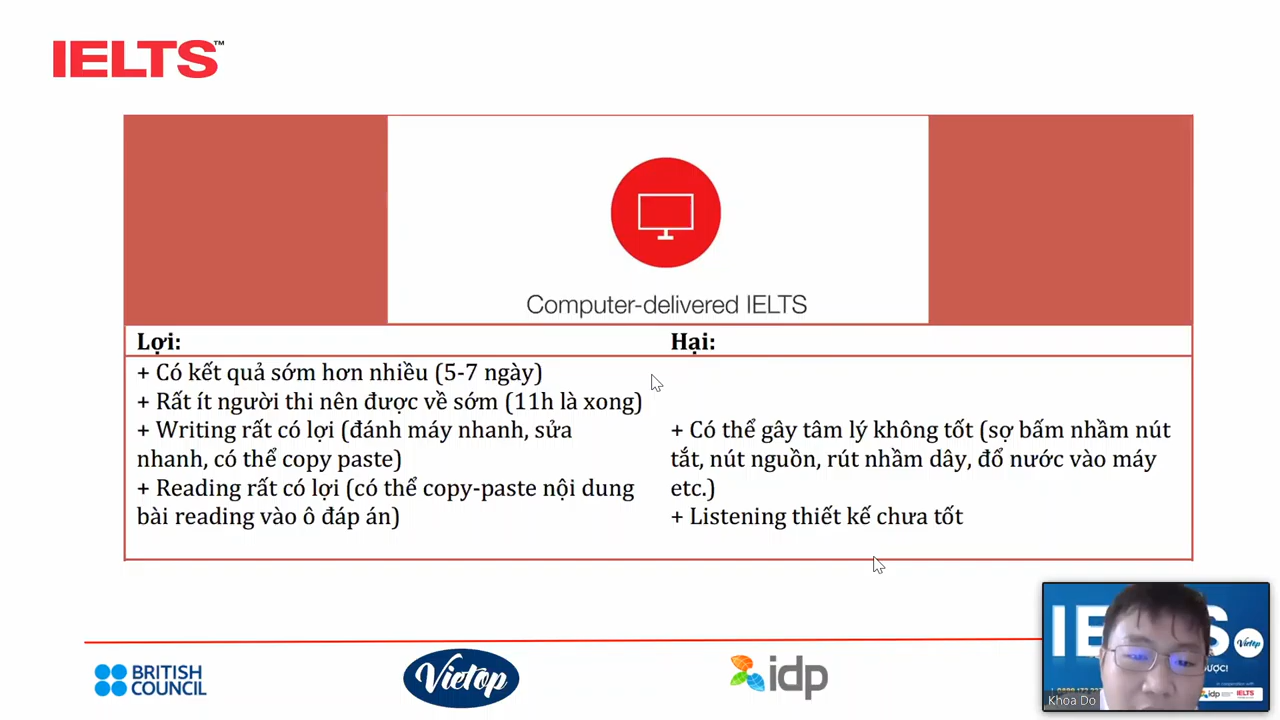 IELTS™
Computer-delivered IELTS
Lợi:
Hại:
+ Có kết quả sớm hơn nhiều (5-7 ngày)
+ Rất ít người thi nên được về sớm (11h là xong)
+ Writing rất có lợi (đánh máy nhanh, sửa
nhanh, có thể copy paste)
+ Reading rất có lợi (có thể copy-paste nội dung
bài reading vào ô đáp án)
+ Có thể gây tâm lý không tốt (sợ bấm nhầm nút
tắt, nút nguồn, rút nhầm dây, đổ nước vào máy
etc.)
+ Listening thiết kế chưa tốt
BRITISH
COUNCIL
Vietop
idp
Vietop
idp
IELTS
Khoa Do